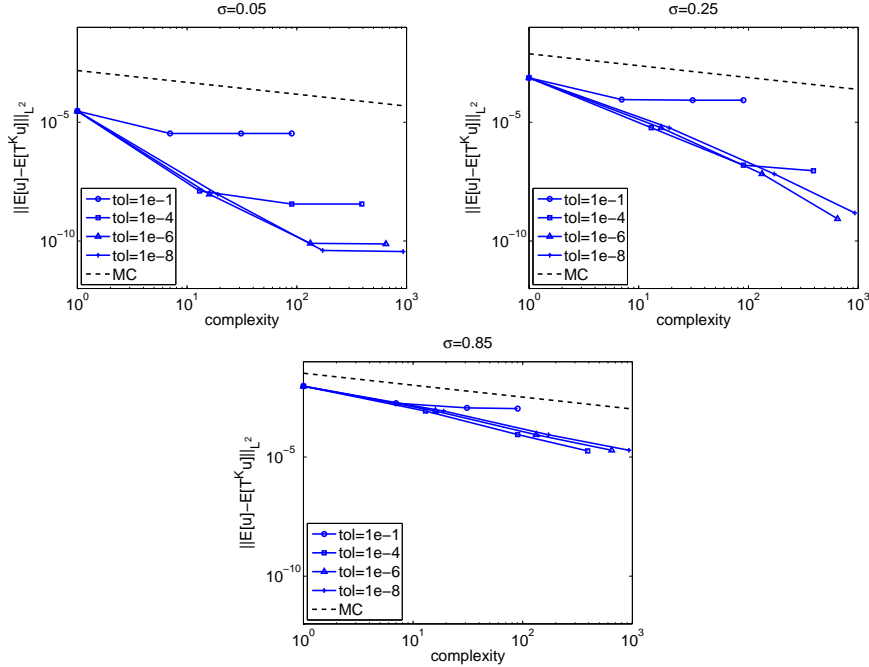 σ=0.05
||E[u]−E[T^K u]||_L²
10^−5
10^−10
10^0
10^1
10^2
10^3
complexity
tol=1e−1
tol=1e−4
tol=1e−6
tol=1e−8
MC
σ=0.25
||E[u]−E[T^K u]||_L²
10^−5
10^−10
10^0
10^1
10^2
10^3
complexity
tol=1e−1
tol=1e−4
tol=1e−6
tol=1e−8
MC
σ=0.85
||E[u]−E[T^K u]||_L²
10^−5
10^−10
10^0
10^1
10^2
10^3
complexity
tol=1e−1
tol=1e−4
tol=1e−6
tol=1e−8
MC